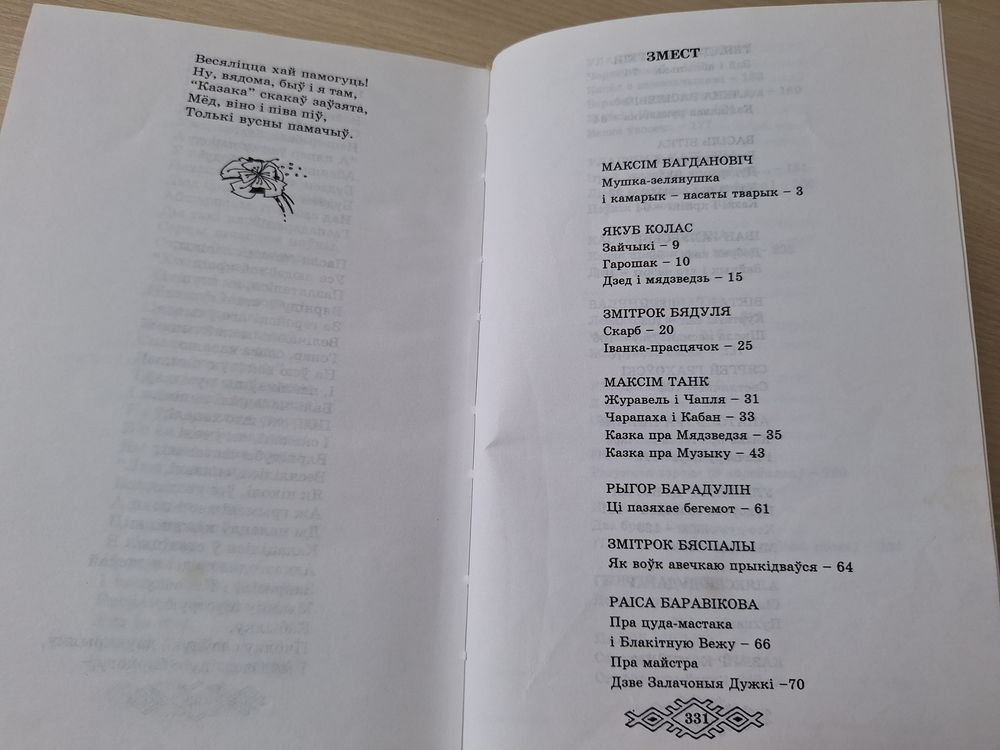 Весяліцца хай памогуць!
Ну, вядома, быў і я там,
“Казака” скакаў заўзята,
Мёд, віно і піва піў,
Толькі вусны памачыў.
ЗМЕСТ
МАКСІМ БАГДАНОВІЧ
Мушка-зелянушка
і камарык – насаты тварык – 3
ЯКУБ КОЛАС
Зайчыкі – 9
Гарошак – 10
Дзед і мядзведзь – 15
ЗМІТРОК БЯДУЛЯ
Скарб – 20
Іванка-прасцячок – 25
МАКСІМ ТАНК
Журавель і Чапля – 31
Чарапаха і Кабан – 33
Казка пра Мядзведзя – 35
Казка пра Музыку – 43
РЫГОР БАРАДУЛІН
Ці пазяхае бегемот – 61
ЗМІТРОК БЯСПАЛЫ
Як воўк авечкаю прыкідваўся – 64
РАІСА БАРАВІКОВА
Пра цуда-мастака
і Блакітную Вежу – 66
Пра майстра
Дзве Залачоныя Дужкі –70
331